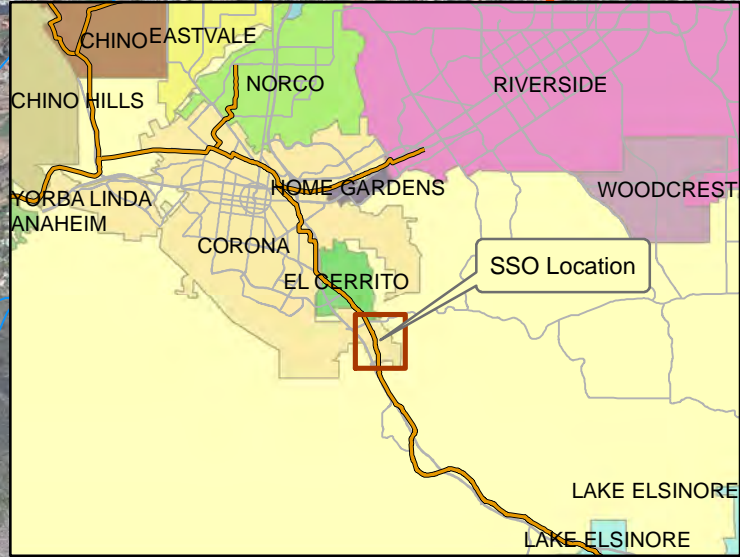 CHINO
EASTVALE
NORCO
RIVERSIDE
CHINO HILLS
HOME GARDENS
WOODCREST
YORBA LINDA
ANAHEIM
CORONA
SSO Location
EL CERRITO
LAKE ELSINORE
LAKE ELSINORE